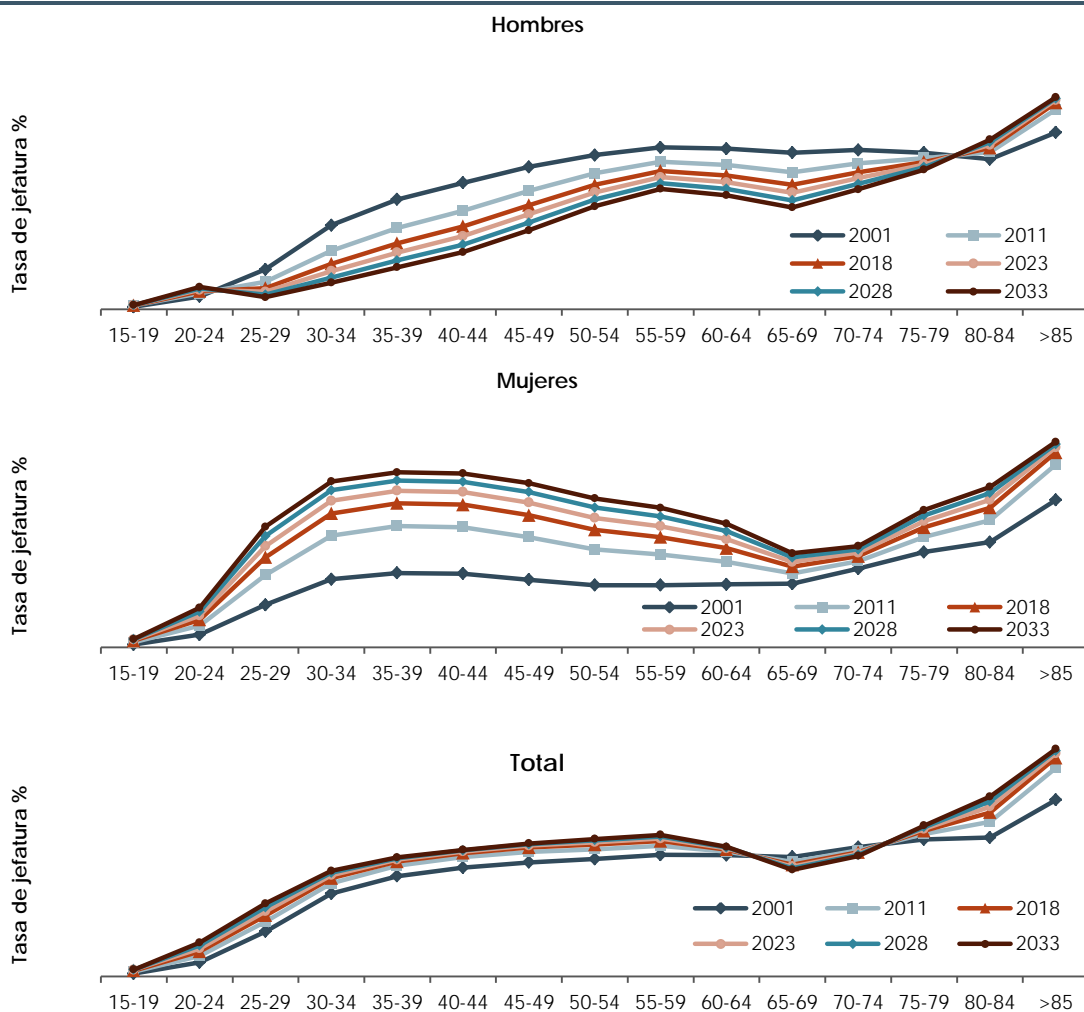 Hombres
Tasa de jefatura %
2001 2011
2018 2023
2028 2033
15-19 20-24 25-29 30-34 35-39 40-44 45-49 50-54 55-59 60-64 65-69 70-74 75-79 80-84 >85
Mujeres
Tasa de jefatura %
2001 2011 2018
2023 2028 2033
15-19 20-24 25-29 30-34 35-39 40-44 45-49 50-54 55-59 60-64 65-69 70-74 75-79 80-84 >85
Total
Tasa de jefatura %
2001 2011 2018
2023 2028 2033
15-19 20-24 25-29 30-34 35-39 40-44 45-49 50-54 55-59 60-64 65-69 70-74 75-79 80-84 >85